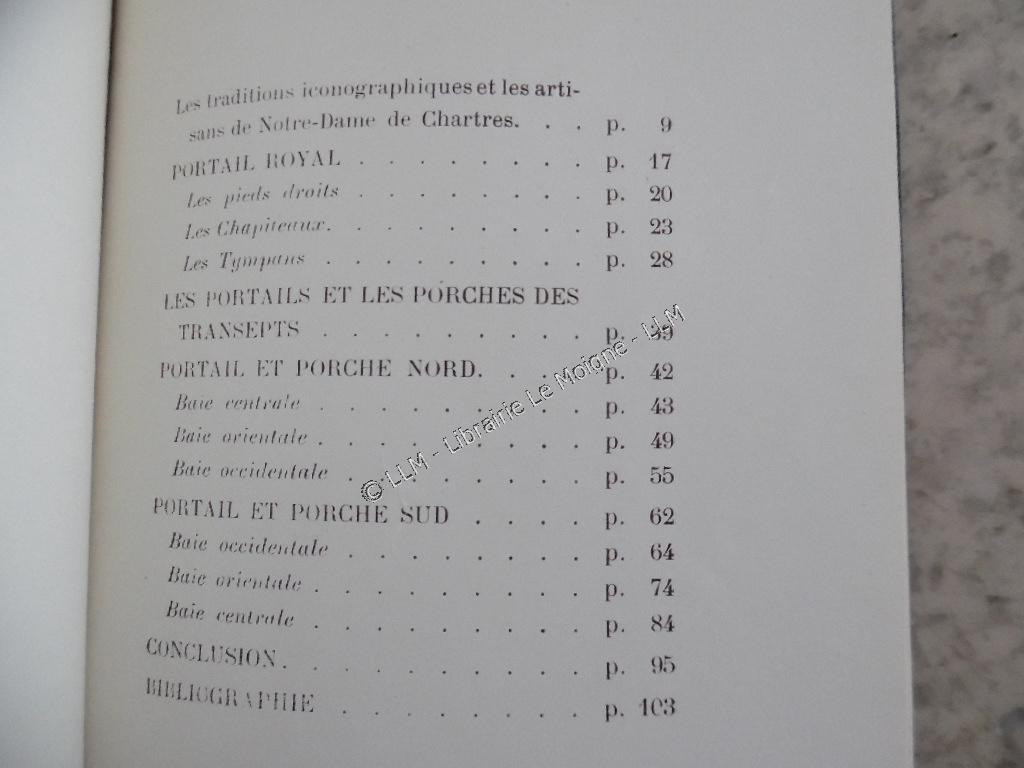 Les traditions iconographiques et les arti-
sans de Notre-Dame de Chartres. . . p. 9
PORTAIL ROYAL . . . . . . . . p. 17
Les pieds droits . . . . . . . . p. 20
Les Chapiteaux. . . . . . . . . p. 23
Les Tympans . . . . . . . . . p. 28
LES PORTAILS ET LES PORCHES DES
TRANSEPTS . . . . . . . . . p. 39
PORTAIL ET PORCHE NORD. . . . p. 42
Baie centrale . . . . . . . . . p. 43
Baie orientale . . . . . . . . . p. 49
Baie occidentale . . . . . . . . p. 55
PORTAIL ET PORCHE SUD . . . . p. 62
Baie occidentale . . . . . . . . p. 64
Baie orientale . . . . . . . . . p. 74
Baie centrale . . . . . . . . . p. 84
CONCLUSION. . . . . . . . . . p. 95
BIBLIOGRAPHIE . . . . . . . . p. 103
© LLM - Librairie Le Moigne - LLM